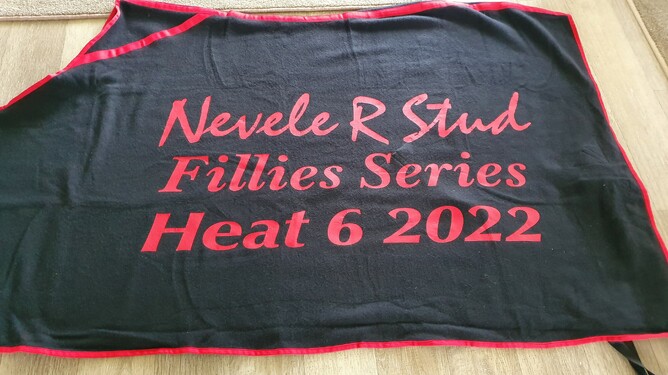 Nevele R Stud
Fillies Series
Heat 6 2022